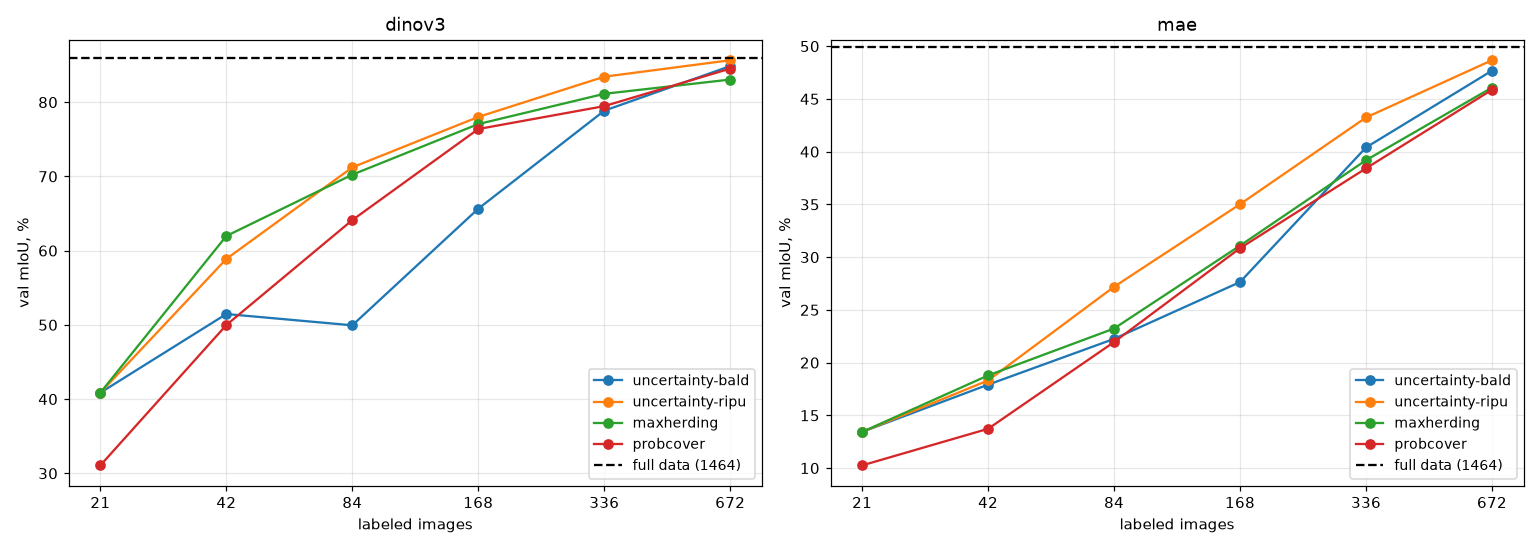 dinov3
val mIoU, %
80
70
60
50
40
30
21 42 84 168 336 672
labeled images
uncertainty-bald
uncertainty-ripu
maxherding
probcover
full data (1464)
mae
val mIoU, %
50
45
40
35
30
25
20
15
10
21 42 84 168 336 672
labeled images
uncertainty-bald
uncertainty-ripu
maxherding
probcover
full data (1464)